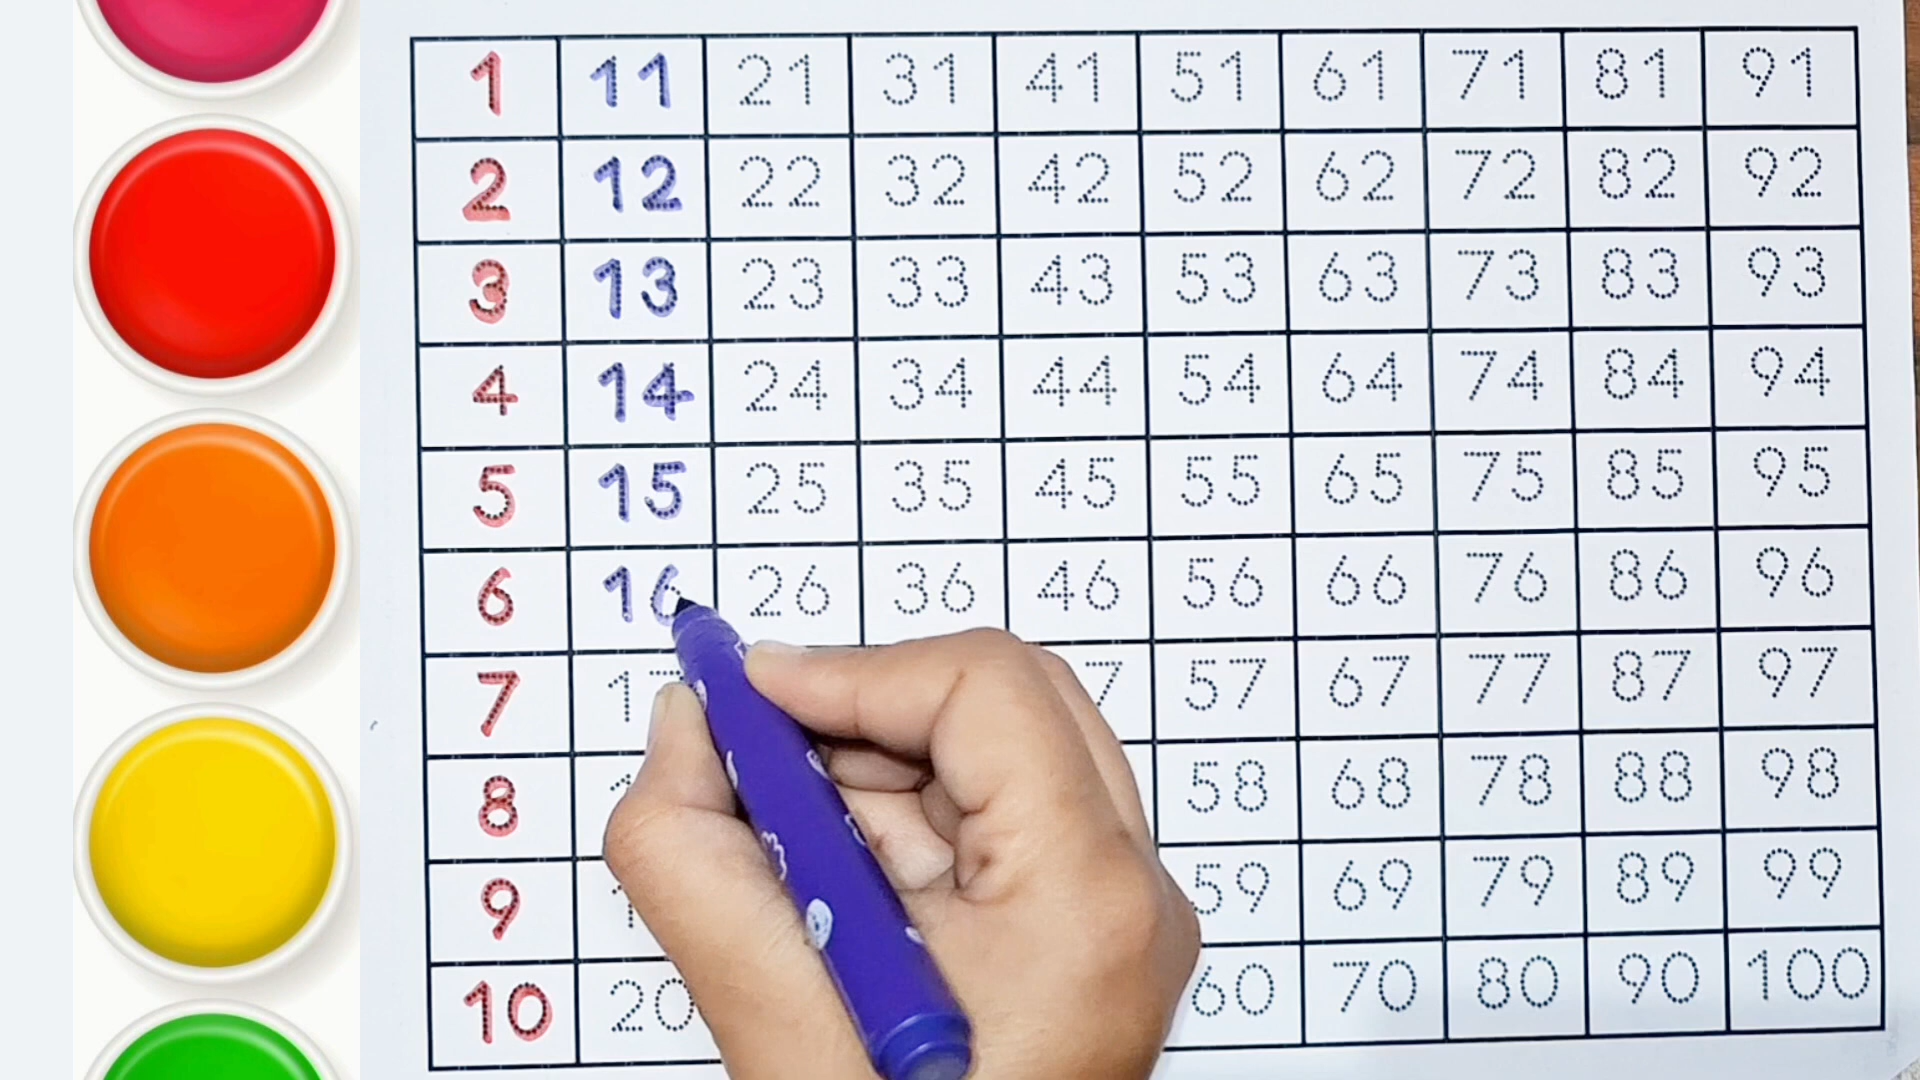 1 11 21 31 41 51 61 71 81 91
2 12 22 32 42 52 62 72 82 92
3 13 23 33 43 53 63 73 83 93
4 14 24 34 44 54 64 74 84 94
5 15 25 35 45 55 65 75 85 95
6 16 26 36 46 56 66 76 86 96
7 17 57 67 77 87 97
8 58 68 78 88 98
9 59 69 79 89 99
10 20 60 70 80 90 100